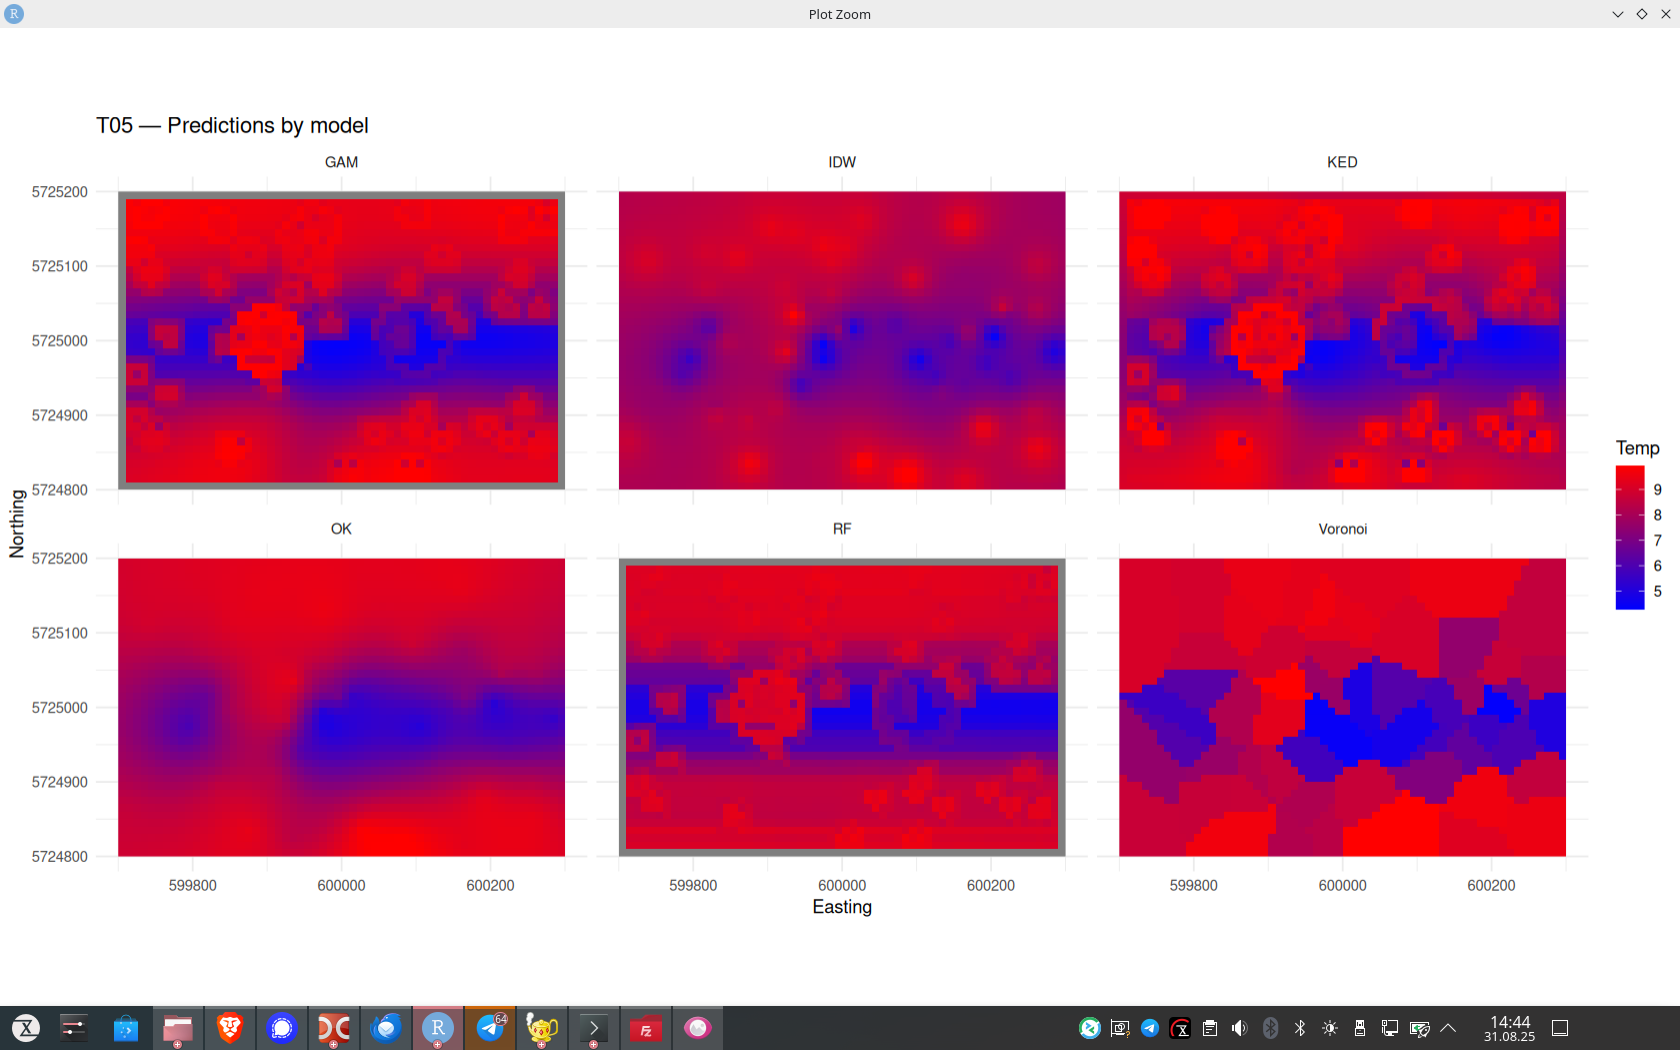 Plot Zoom
T05 — Predictions by model
GAM
IDW
KED
5725200
5725100
5725000
5724900
5724800
Temp
9
8
7
6
5
Northing
OK
RF
Voronoi
5725200
5725100
5725000
5724900
5724800
599800
600000
600200
599800
600000
600200
599800
600000
600200
Easting
R
64
FZ
14:44
31.08.25